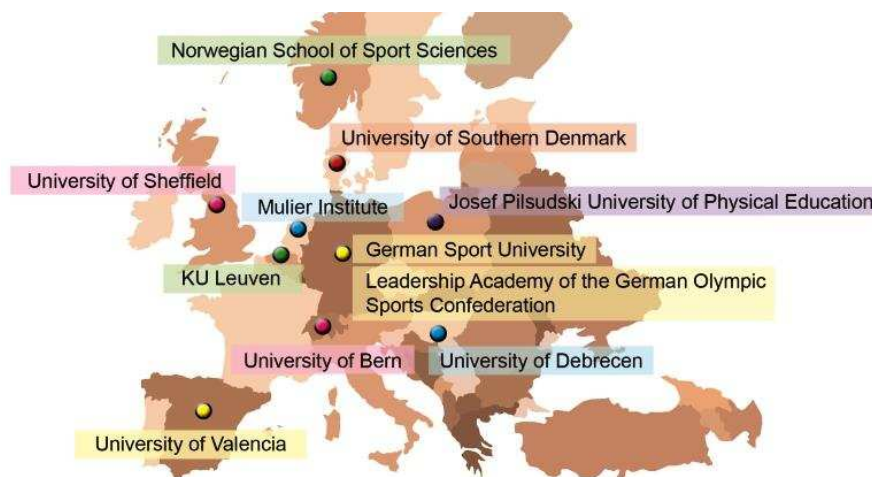 Norwegian School of Sport Sciences
University of Southern Denmark
University of Sheffield
Mulier Institute
Josef Pilsudski University of Physical Education
German Sport University
KU Leuven
Leadership Academy of the German Olympic
Sports Confederation
University of Bern
University of Debrecen
University of Valencia